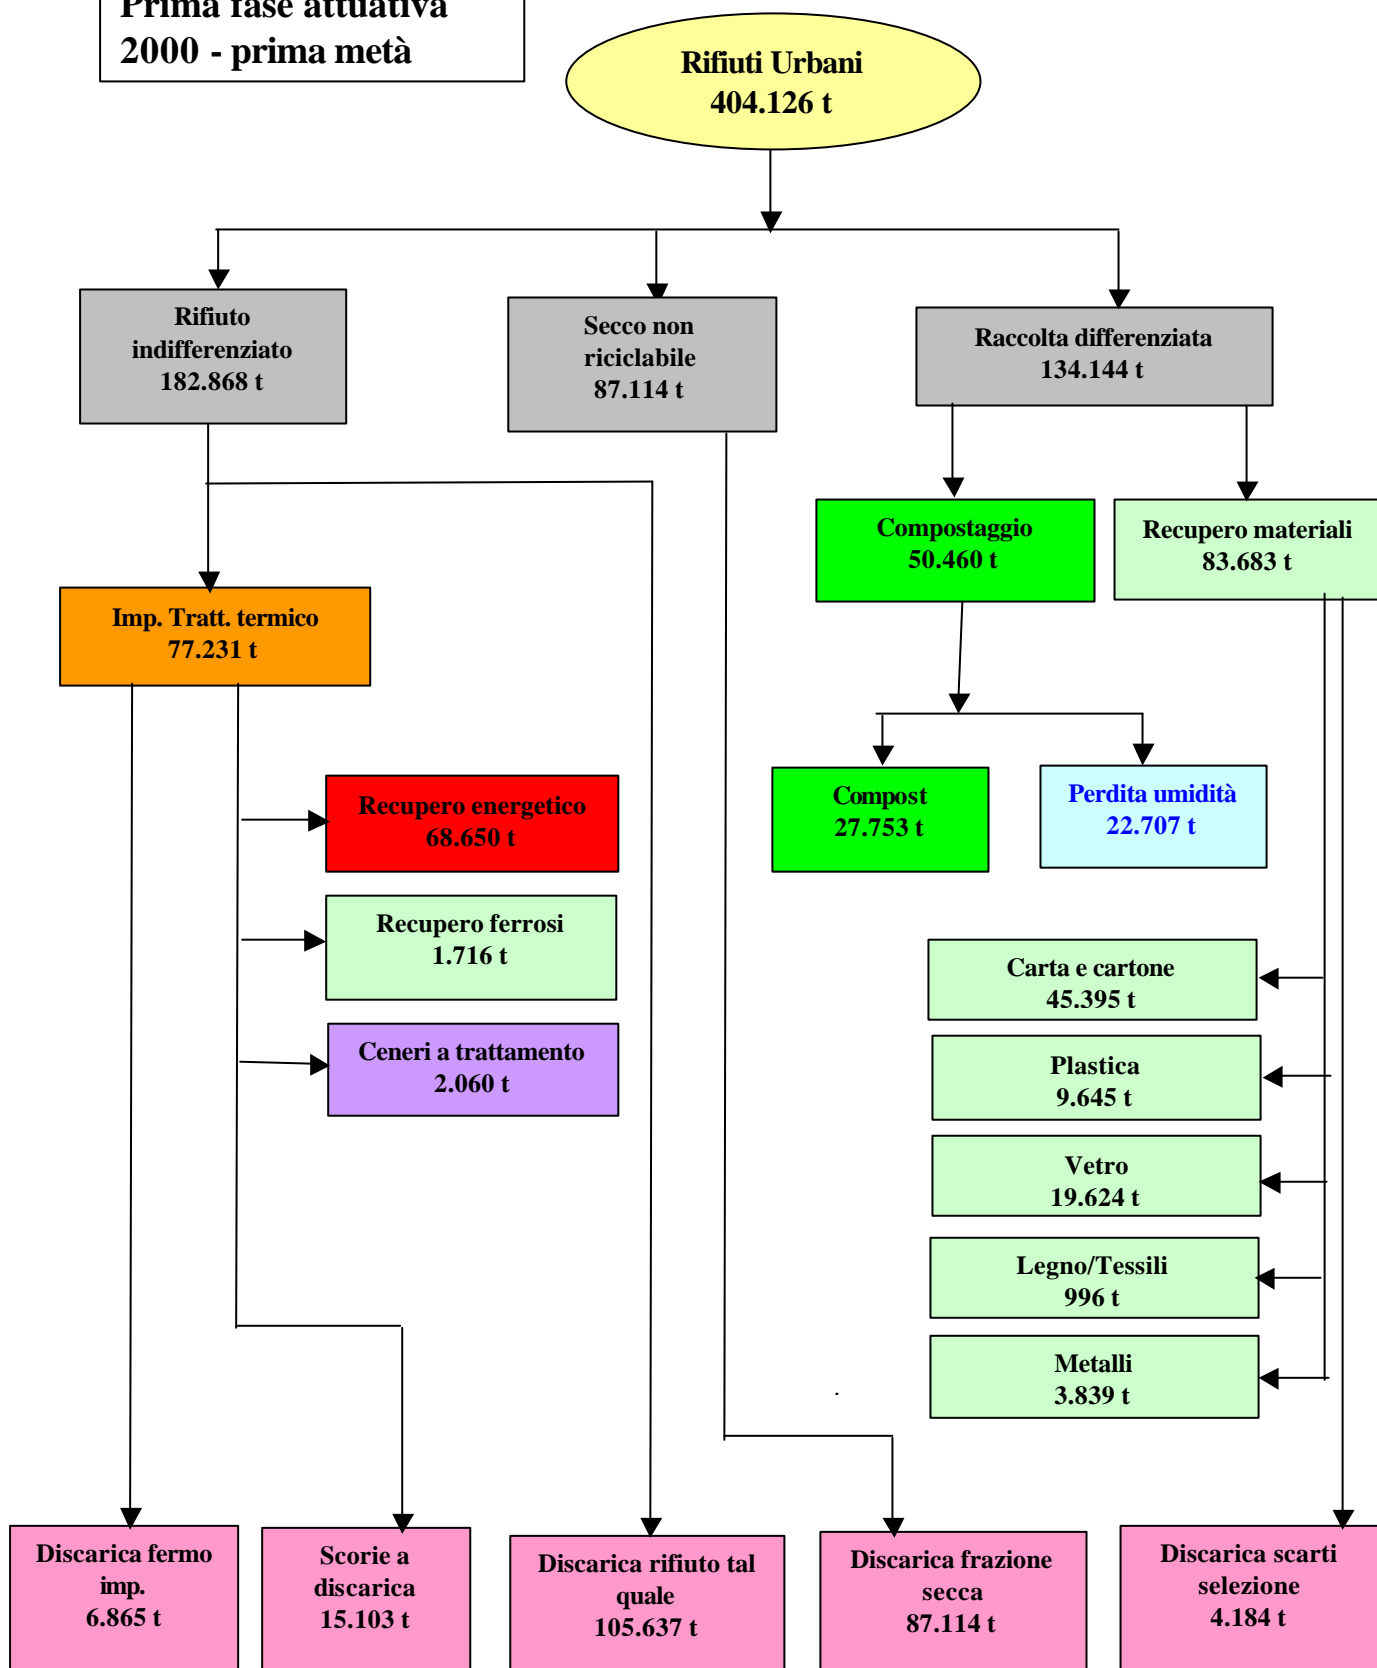 Prima fase attuativa
2000 - prima metà
Rifiuti Urbani
404.126 t
Rifiuto
indifferenziato
182.868 t
Secco non
riciclabile
87.114 t
Raccolta differenziata
134.144 t
Compostaggio
50.460 t
Recupero materiali
83.683 t
Imp. Tratt. termico
77.231 t
Compost
27.753 t
Perdita umidità
22.707 t
Recupero energetico
68.650 t
Recupero ferrosi
1.716 t
Ceneri a trattamento
2.060 t
Carta e cartone
45.395 t
Plastica
9.645 t
Vetro
19.624 t
Legno/Tessili
996 t
Metalli
3.839 t
Discarica fermo
imp.
6.865 t
Scorie a
discarica
15.103 t
Discarica rifiuto tal
quale
105.637 t
Discarica frazione
secca
87.114 t
Discarica scarti
selezione
4.184 t